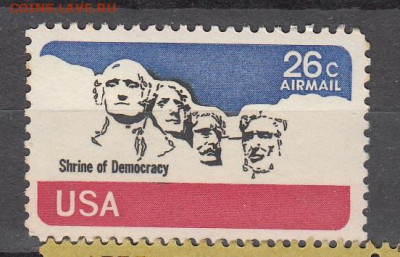 COINS.LAVE.RU
26c
AIRMAIL
Shrine of Democracy
USA